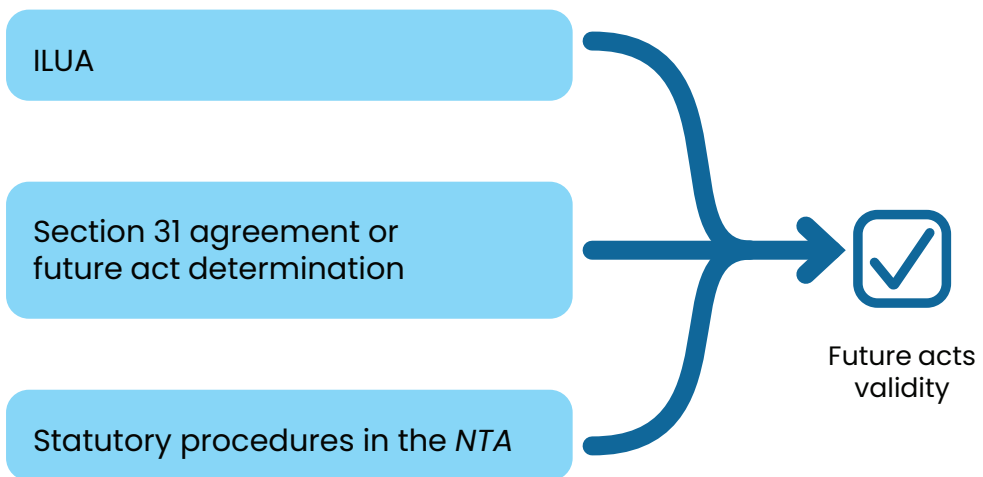 ILUA
Section 31 agreement or
future act determination
Statutory procedures in the NTA
Future acts
validity